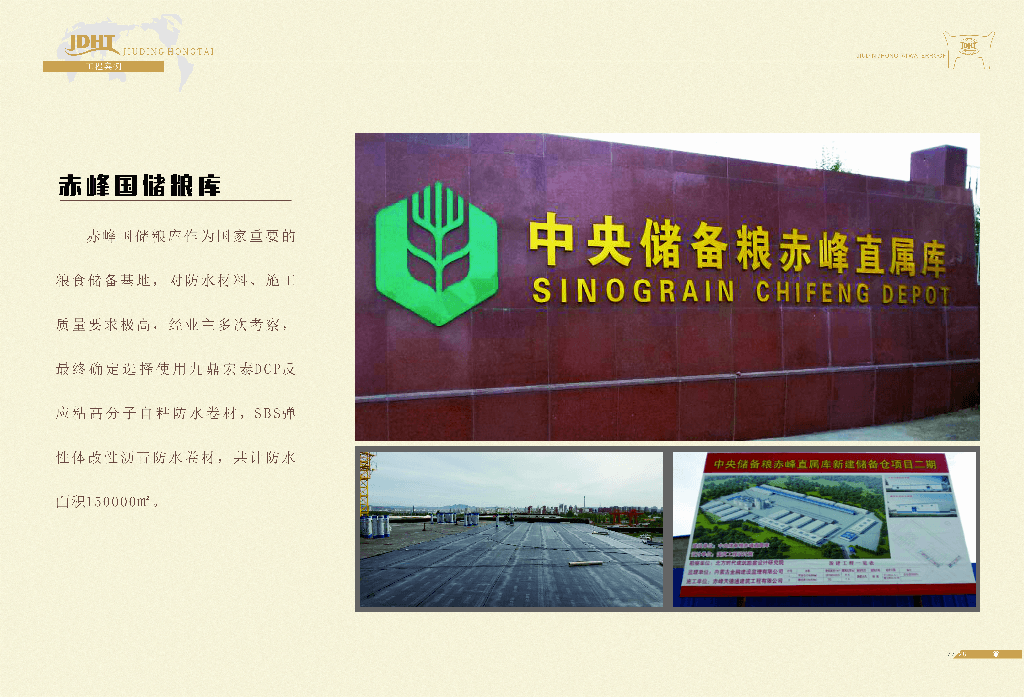 JDHT
JIUDING HONGTAI
工程案例
JDHT
赤峰国储粮库
赤峰国储粮库作为国家重要的
粮食储备基地，对防水材料、施工
质量要求极高，经业主多次考察，
最终确定选择使用九鼎宏泰DCP反
应粘高分子自粘防水卷材，SBS弹
性体改性沥青防水卷材，共计防水
面积130000㎡。
中央储备粮赤峰直属库
SINOGRAIN CHIFENG DEPOT
中央储备粮赤峰直属库新建储备仓项目二期